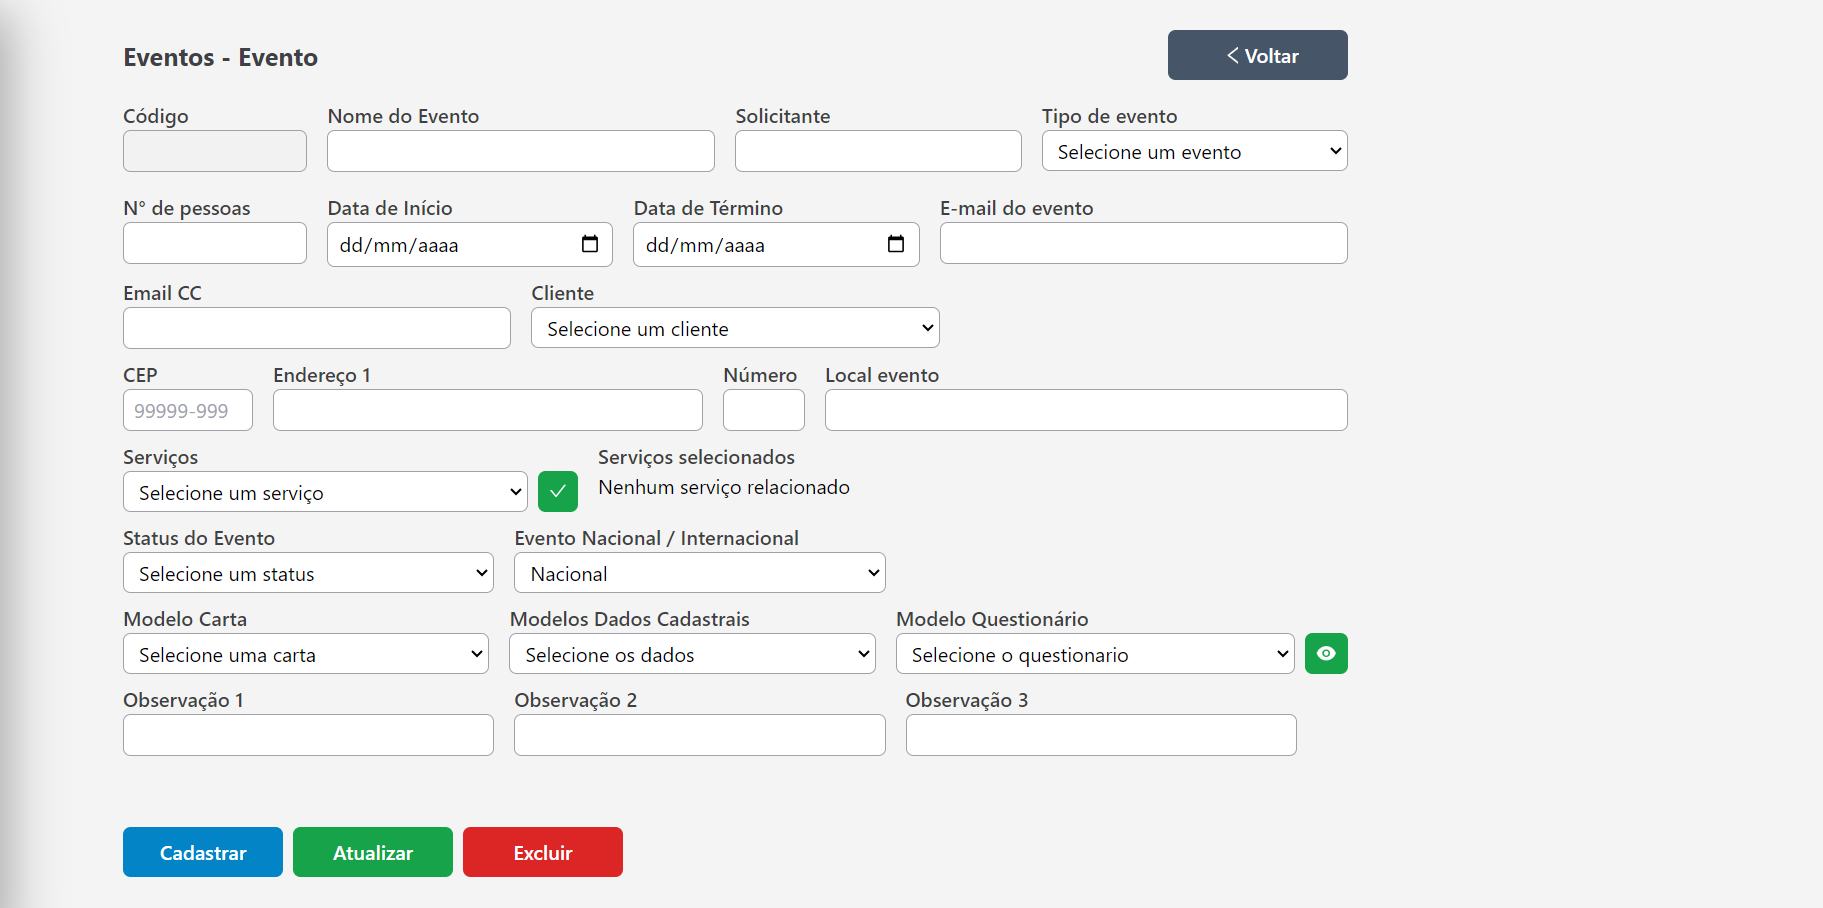 Eventos - Evento
Voltar
Código
Nome do Evento
Solicitante
Tipo de evento
Selecione um evento
N° de pessoas
Data de Início
Data de Término
E-mail do evento
dd/mm/aaaa
dd/mm/aaaa
Email CC
Cliente
Selecione um cliente
CEP
Endereço 1
Número
Local evento
99999-999
Serviços
Serviços selecionados
Selecione um serviço
Nenhum serviço relacionado
Status do Evento
Evento Nacional / Internacional
Selecione um status
Nacional
Modelo Carta
Modelos Dados Cadastrais
Modelo Questionário
Selecione uma carta
Selecione os dados
Selecione o questionario
Observação 1
Observação 2
Observação 3
Cadastrar
Atualizar
Excluir